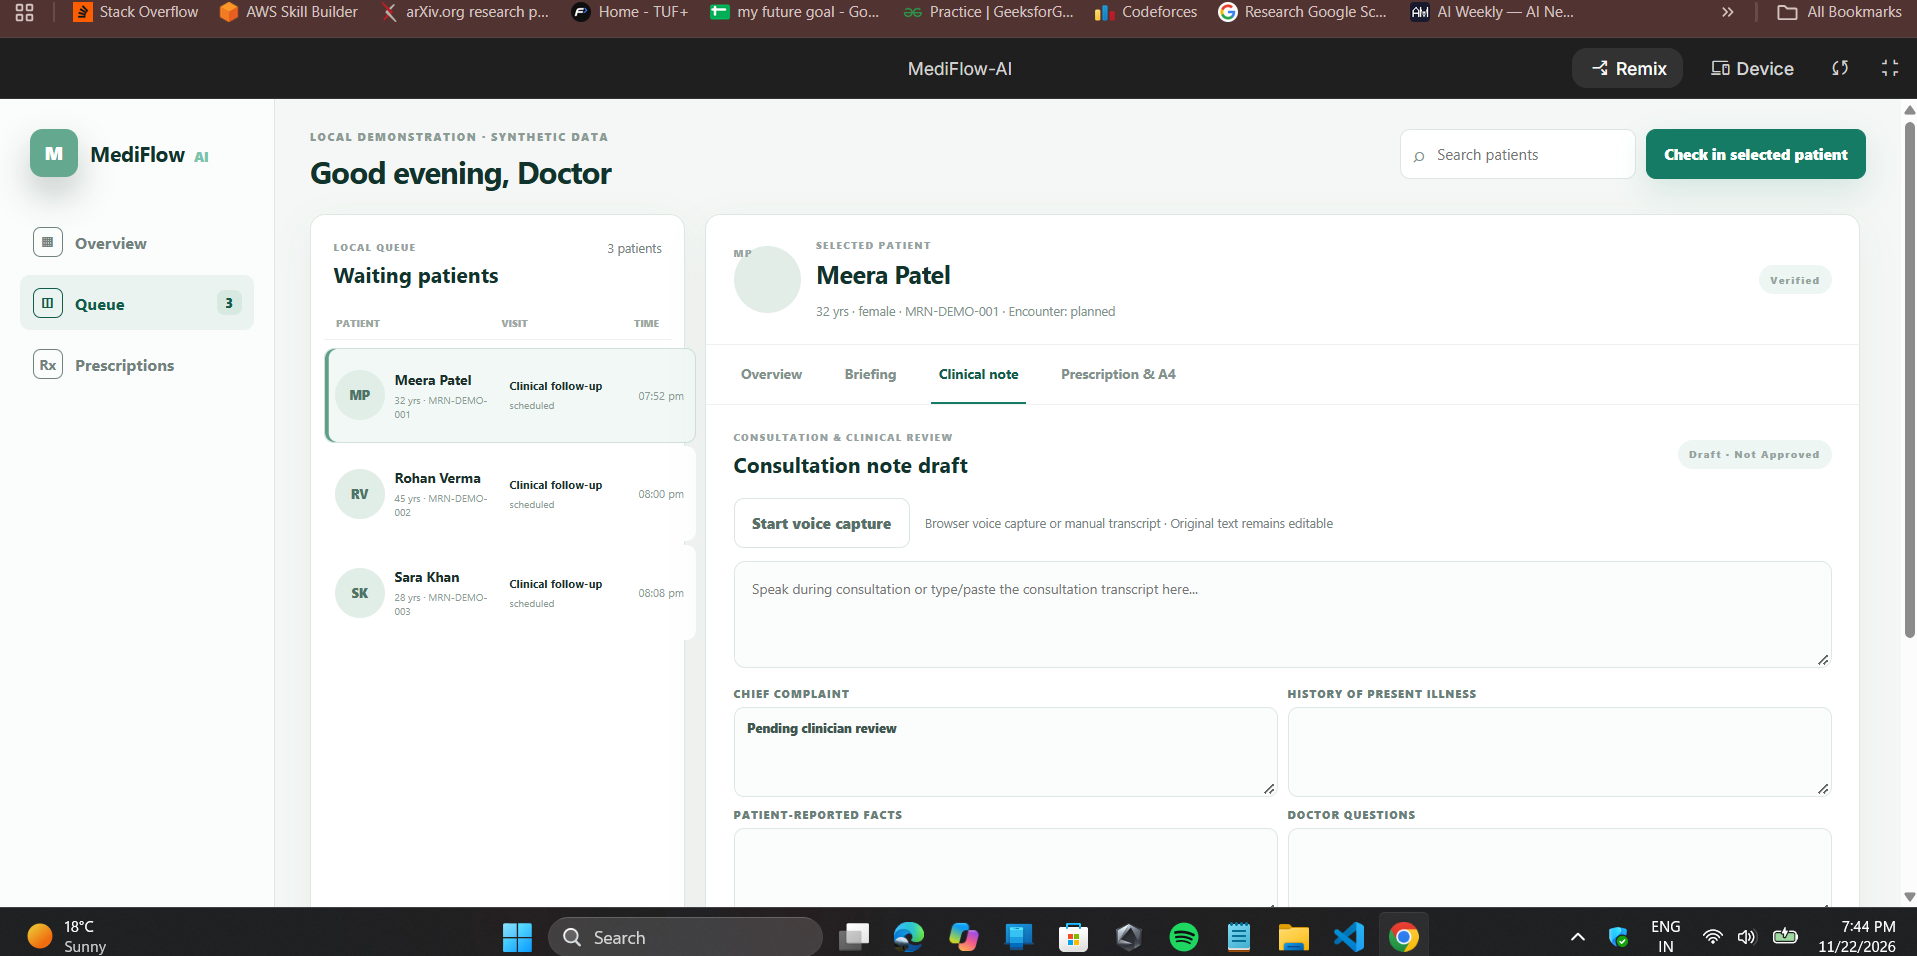 Stack Overflow
AWS Skill Builder
arXiv.org research p...
Home - TUF+
my future goal - Go...
Practice | GeeksforG...
Codeforces
Research Google Sc...
AI Weekly — AI Ne...
All Bookmarks
MediFlow-AI
Remix
Device
M
MediFlow AI
Overview
Queue
3
Rx
Prescriptions
LOCAL DEMONSTRATION · SYNTHETIC DATA
Good evening, Doctor
Search patients
Check in selected patient
LOCAL QUEUE
3 patients
Waiting patients
PATIENT
VISIT
TIME
MP
Meera Patel
32 yrs · MRN-DEMO-
001
Clinical follow-up
scheduled
07:52 pm
RV
Rohan Verma
45 yrs · MRN-DEMO-
002
Clinical follow-up
scheduled
08:00 pm
SK
Sara Khan
28 yrs · MRN-DEMO-
003
Clinical follow-up
scheduled
08:08 pm
MP
SELECTED PATIENT
Meera Patel
32 yrs · female · MRN-DEMO-001 · Encounter: planned
Verified
Overview
Briefing
Clinical note
Prescription & A4
CONSULTATION & CLINICAL REVIEW
Consultation note draft
Draft · Not Approved
Start voice capture
Browser voice capture or manual transcript · Original text remains editable
Speak during consultation or type/paste the consultation transcript here...
CHIEF COMPLAINT
HISTORY OF PRESENT ILLNESS
Pending clinician review
PATIENT-REPORTED FACTS
DOCTOR QUESTIONS
18°C
Sunny
Search
ENG
IN
7:44 PM
11/22/2026